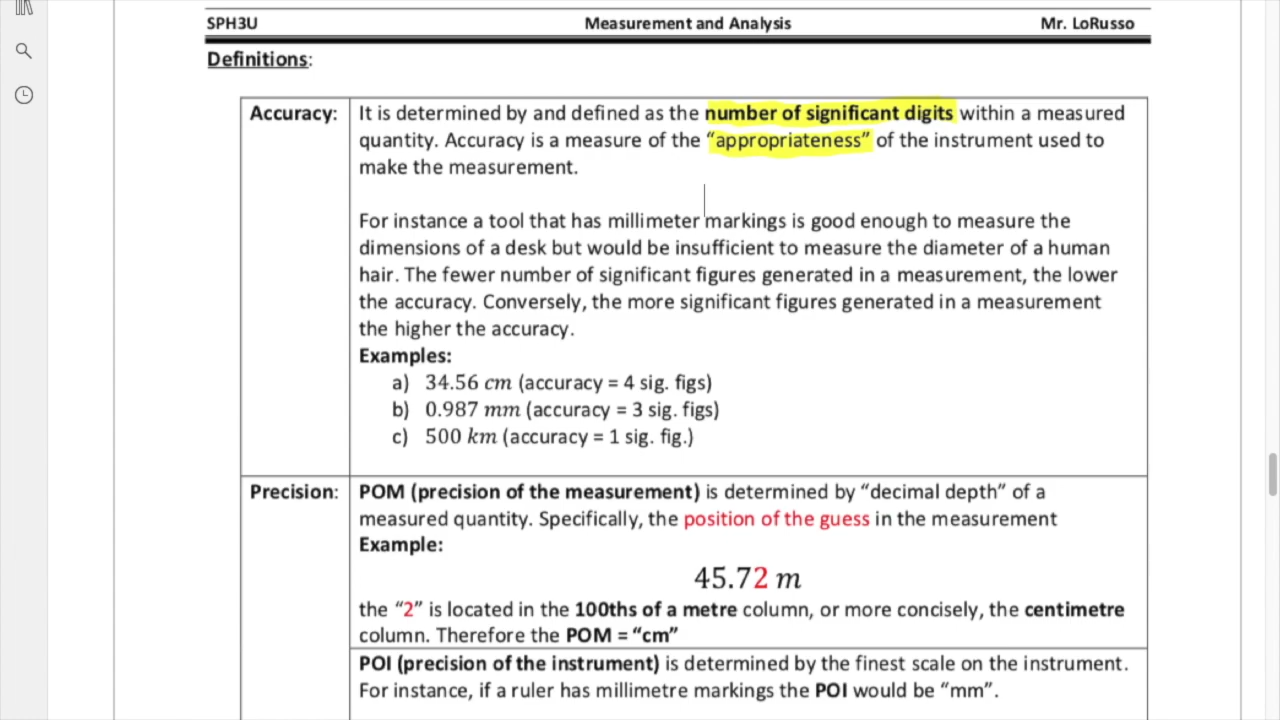 SPH3U Measurement and Analysis Mr. LoRusso
Definitions:
Accuracy: It is determined by and defined as the number of significant digits within a measured
quantity. Accuracy is a measure of the “appropriateness” of the instrument used to
make the measurement.
For instance a tool that has millimeter markings is good enough to measure the
dimensions of a desk but would be insufficient to measure the diameter of a human
hair. The fewer number of significant figures generated in a measurement, the lower
the accuracy. Conversely, the more significant figures generated in a measurement
the higher the accuracy.
Examples:
a) 34.56 cm (accuracy = 4 sig. figs)
b) 0.987 mm (accuracy = 3 sig. figs)
c) 500 km (accuracy = 1 sig. fig.)
Precision: POM (precision of the measurement) is determined by “decimal depth” of a
measured quantity. Specifically, the position of the guess in the measurement
Example:
45.72 m
the “2” is located in the 100ths of a metre column, or more concisely, the centimetre
column. Therefore the POM = “cm”
POI (precision of the instrument) is determined by the finest scale on the instrument.
For instance, if a ruler has millimetre markings the POI would be “mm”.